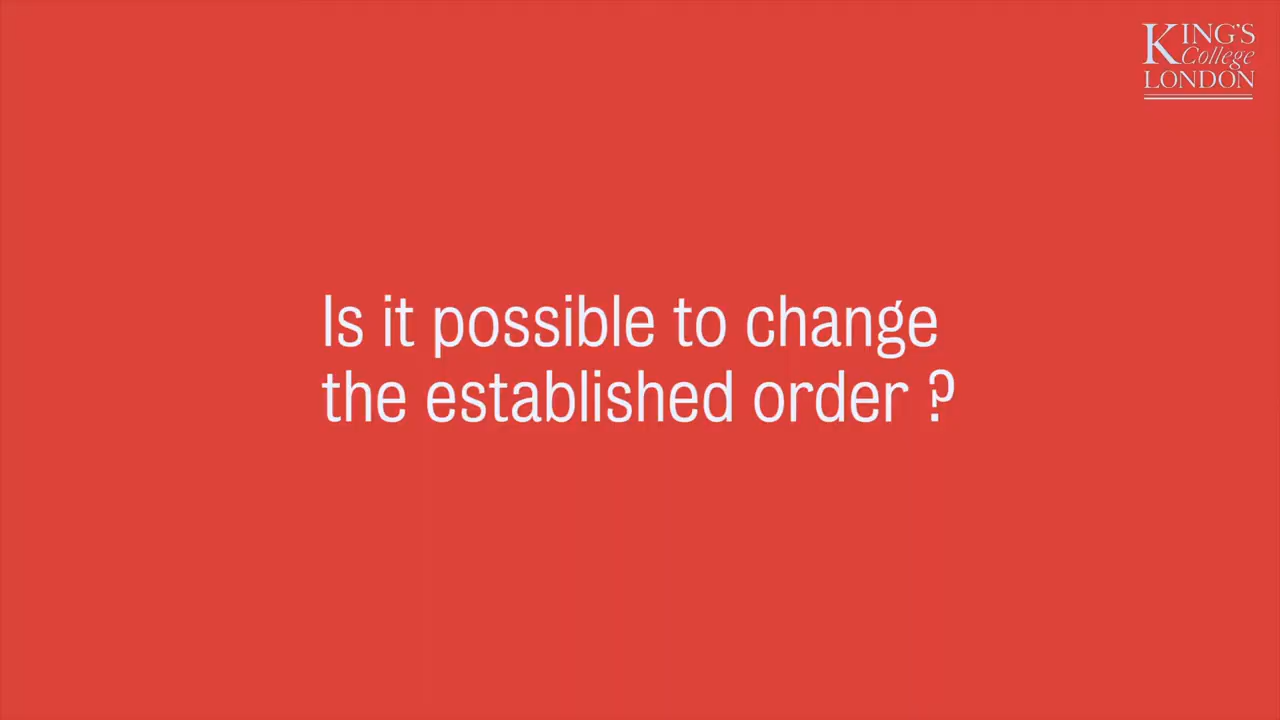 KING'S
College
LONDON
Is it possible to change
the established order ?